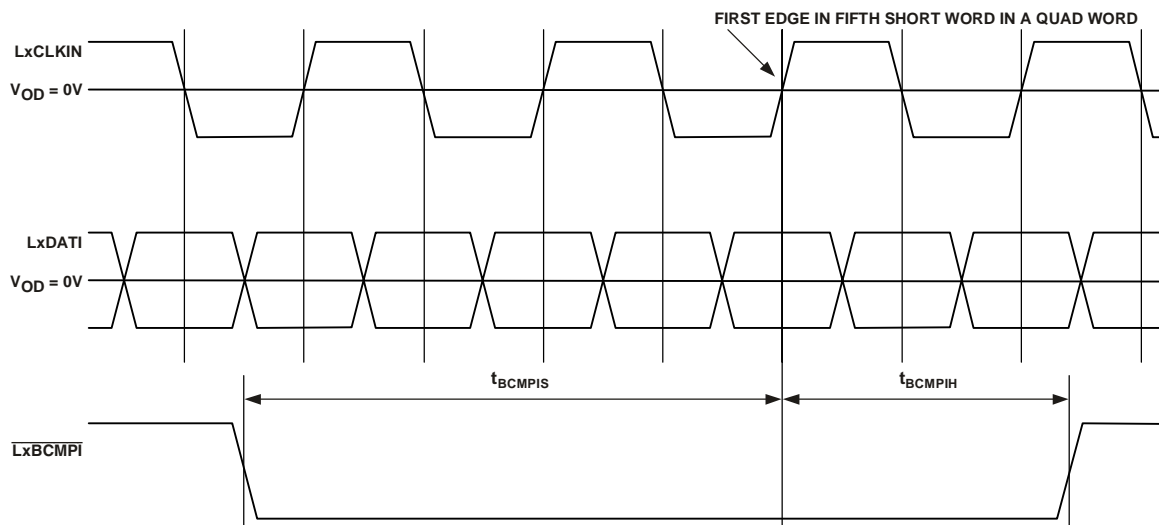 FIRST EDGE IN FIFTH SHORT WORD IN A QUAD WORD
LxCLKIN
VOD = 0V
LxDATI
VOD = 0V
tBCMPIS
tBCMPIH
LxBCMPI